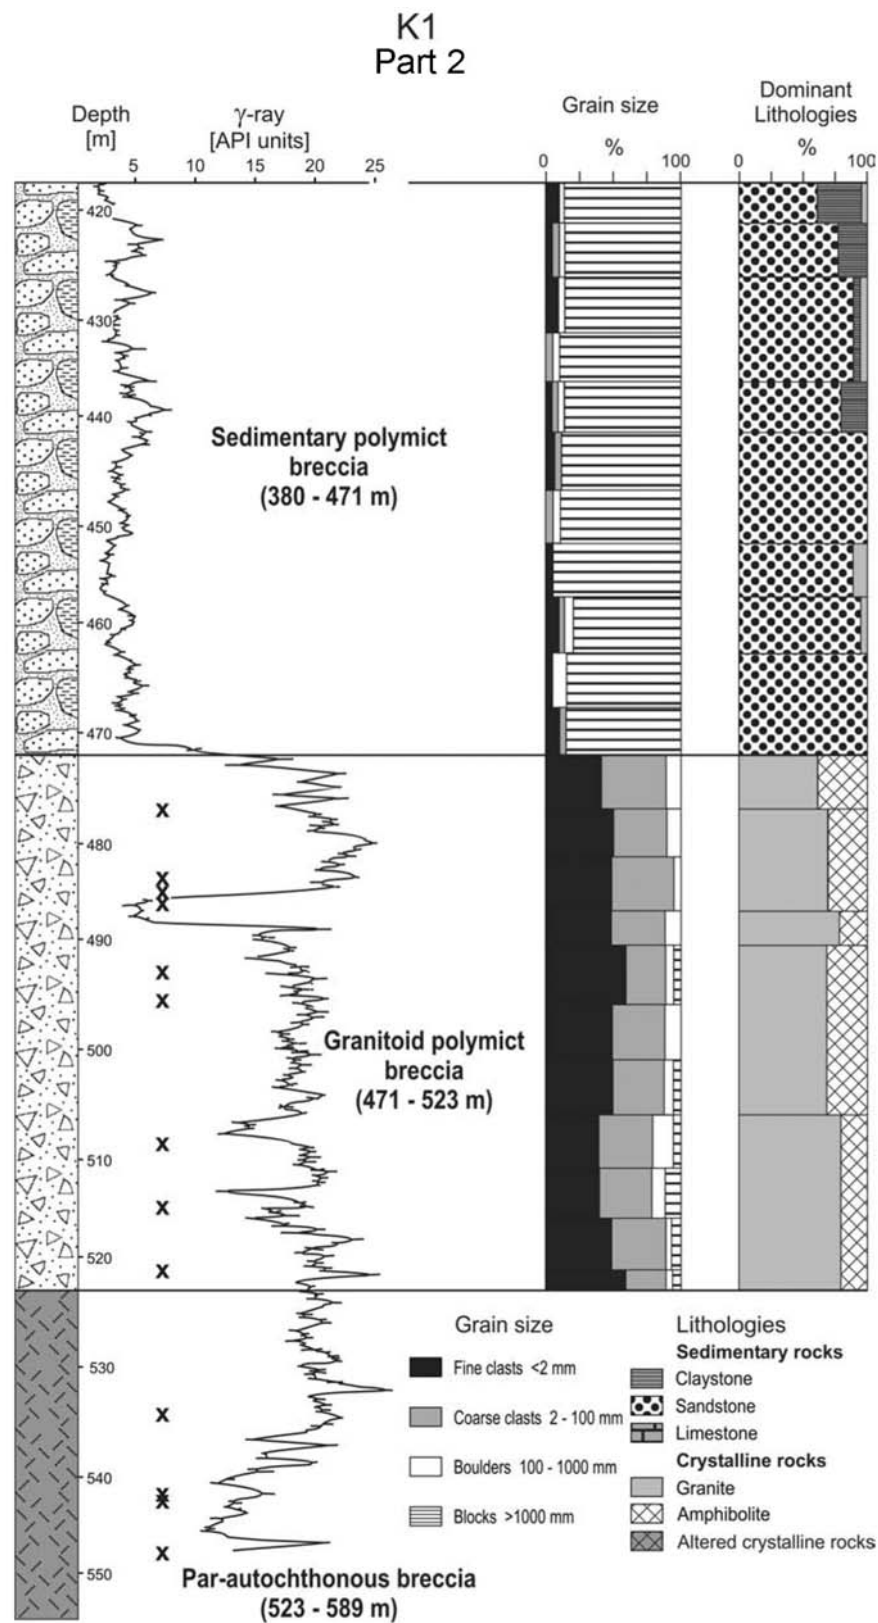 K1
Part 2
Depth
[m]
γ-ray
[API units]
5 10 15 20 25
Grain size
%
0 100
Dominant
Lithologies
%
0 100
420
430
440
Sedimentary polymict
breccia
(380 - 471 m)
450
460
470
x
480
x
x
x
x
490
x
x
500
Granitoid polymict
breccia
(471 - 523 m)
x
510
x
520
x
530
x
540
x
x
x
550
Par-autochthonous breccia
(523 - 589 m)
Grain size
Fine clasts <2 mm
Coarse clasts 2 - 100 mm
Boulders 100 - 1000 mm
Blocks >1000 mm
Lithologies
Sedimentary rocks
Claystone
Sandstone
Limestone
Crystalline rocks
Granite
Amphibolite
Altered crystalline rocks